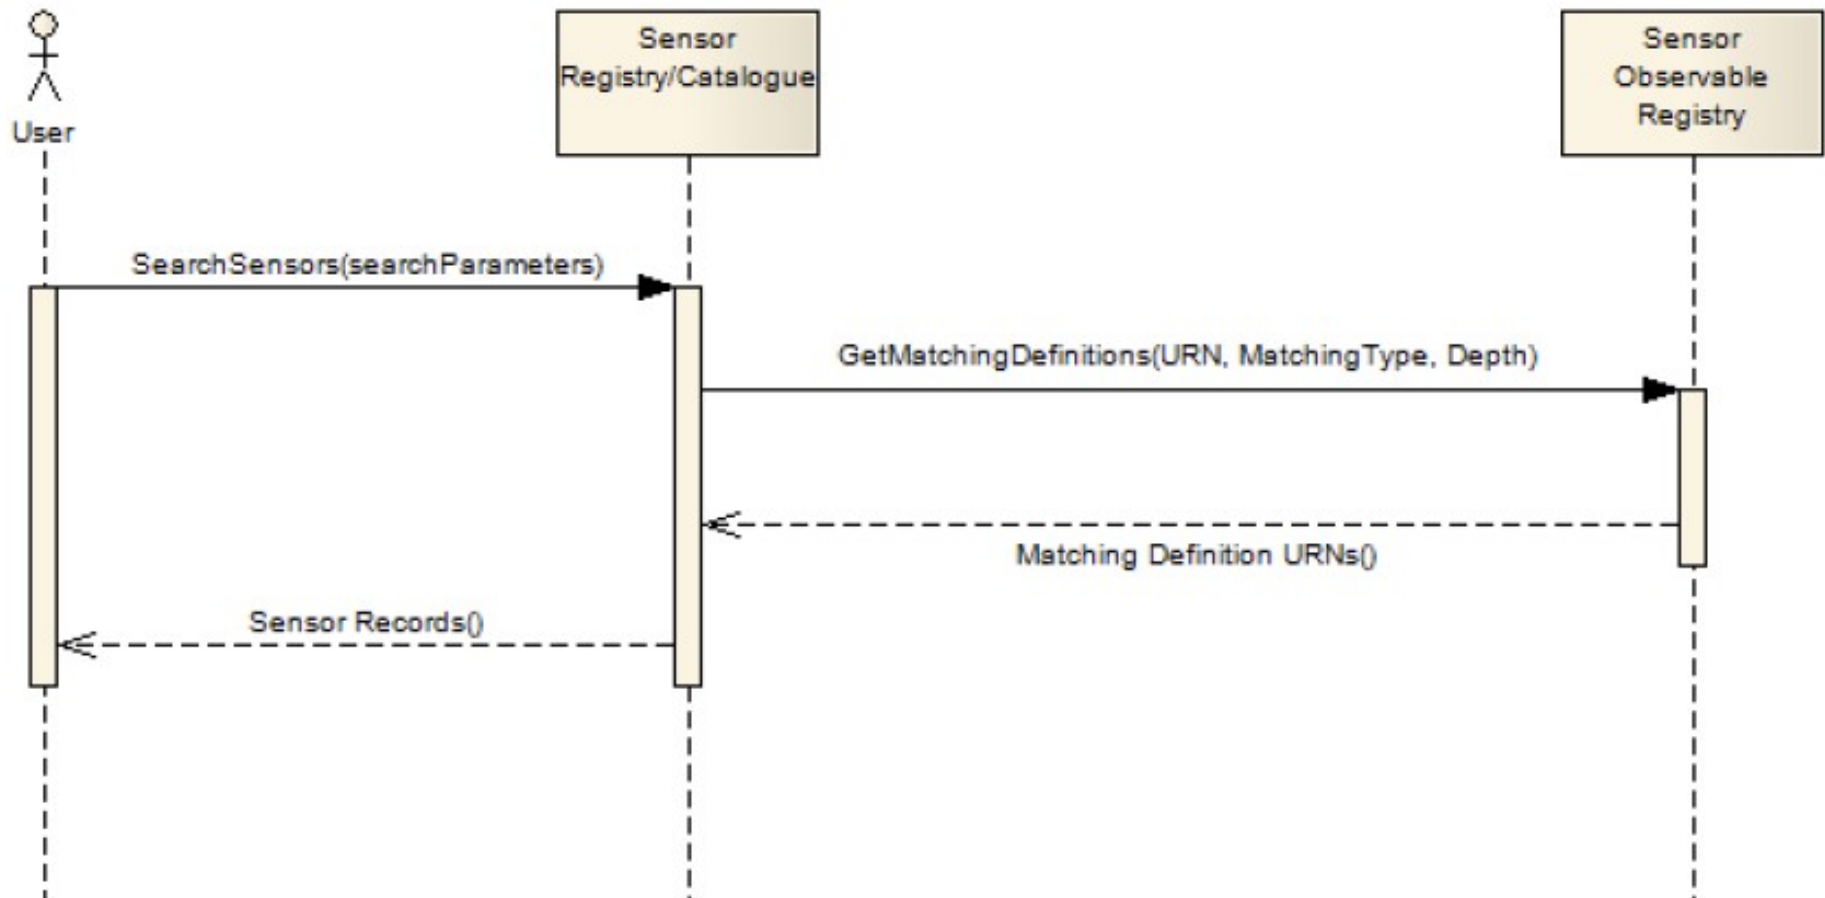 User
Sensor
Registry/Catalogue
Sensor
Observable
Registry
SearchSensors(searchParameters)
GetMatchingDefinitions(URN, MatchingType, Depth)
Matching Definition URNs()
Sensor Records()